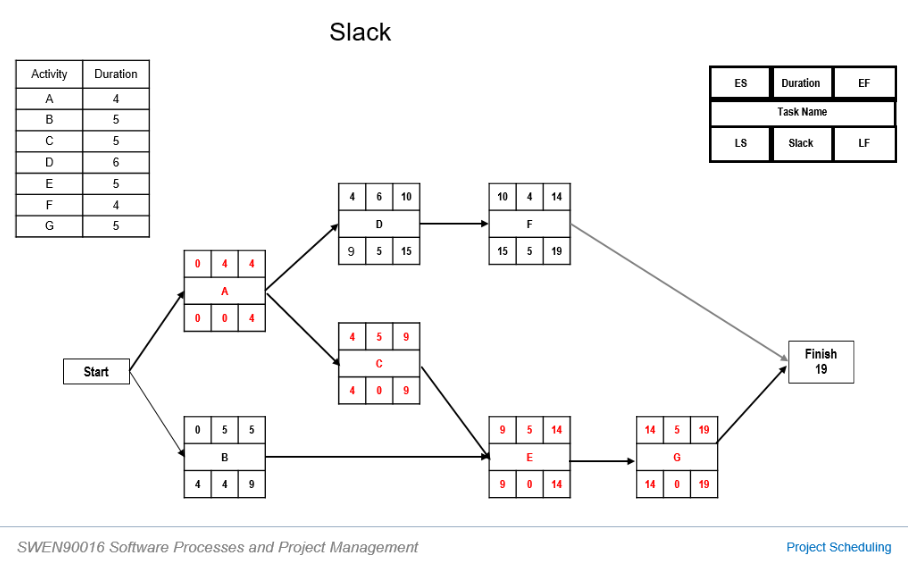 Slack
Activity Duration
A 4
B 5
C 5
D 6
E 5
F 4
G 5
ES Duration EF
Task Name
LS Slack LF
4 6 10
D
9 5 15
10 4 14
F
15 5 19
0 4 4
A
0 0 4
4 5 9
C
4 0 9
Start
Finish
19
0 5 5
B
4 4 9
9 5 14
E
9 0 14
14 5 19
G
14 0 19
SWEN90016 Software Processes and Project Management
Project Scheduling